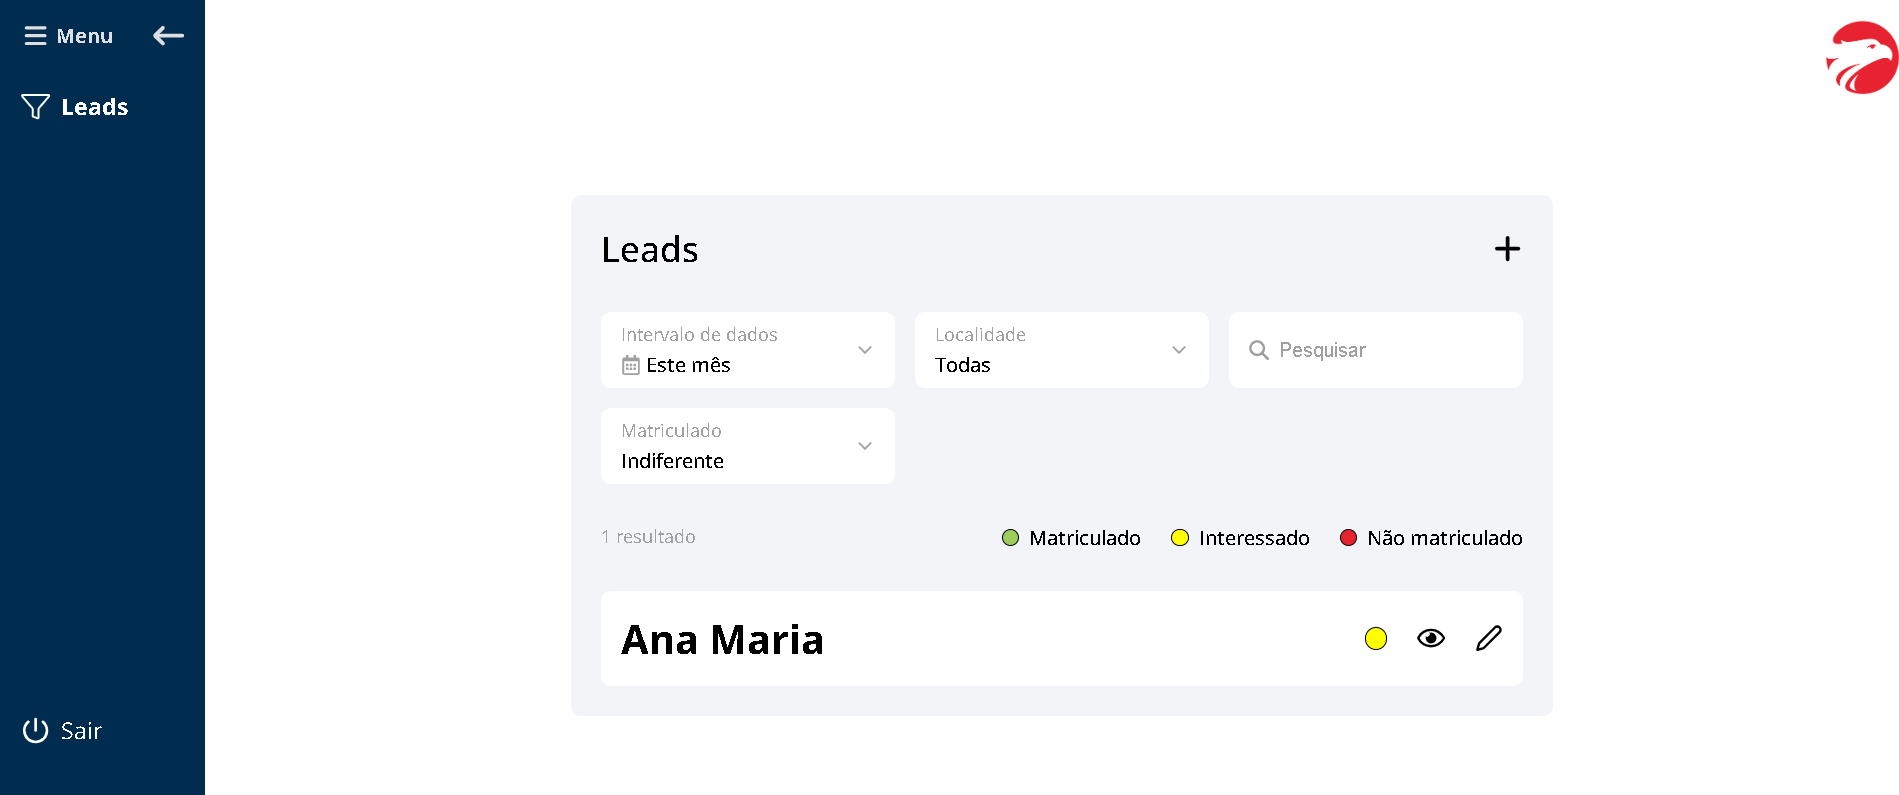 Menu
Leads
Sair
Leads
Intervalo de dados
Este mês
Localidade
Todas
Pesquisar
Matriculado
Indiferente
1 resultado
Matriculado
Interessado
Não matriculado
Ana Maria